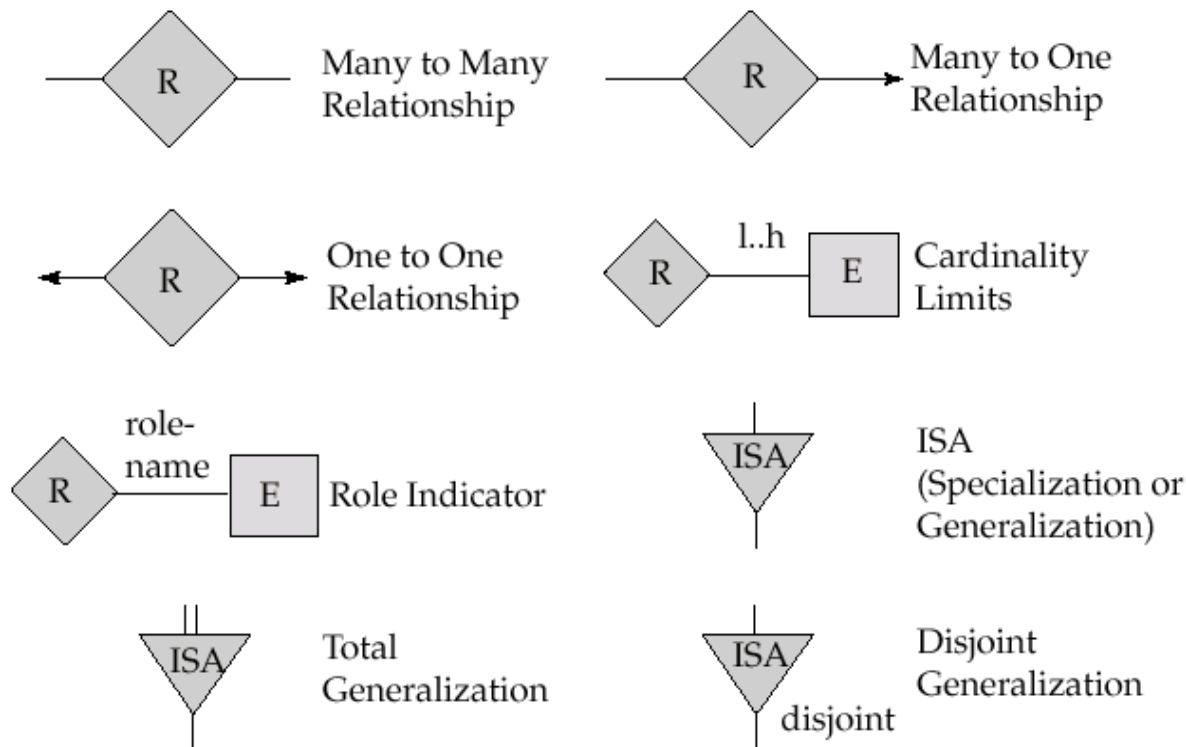 R
Many to Many
Relationship
R
Many to One
Relationship
R
One to One
Relationship
l..h
R
E
Cardinality
Limits
role-
name
R
E
Role Indicator
ISA
ISA
(Specialization or
Generalization)
ISA
Total
Generalization
ISA
disjoint
Disjoint
Generalization